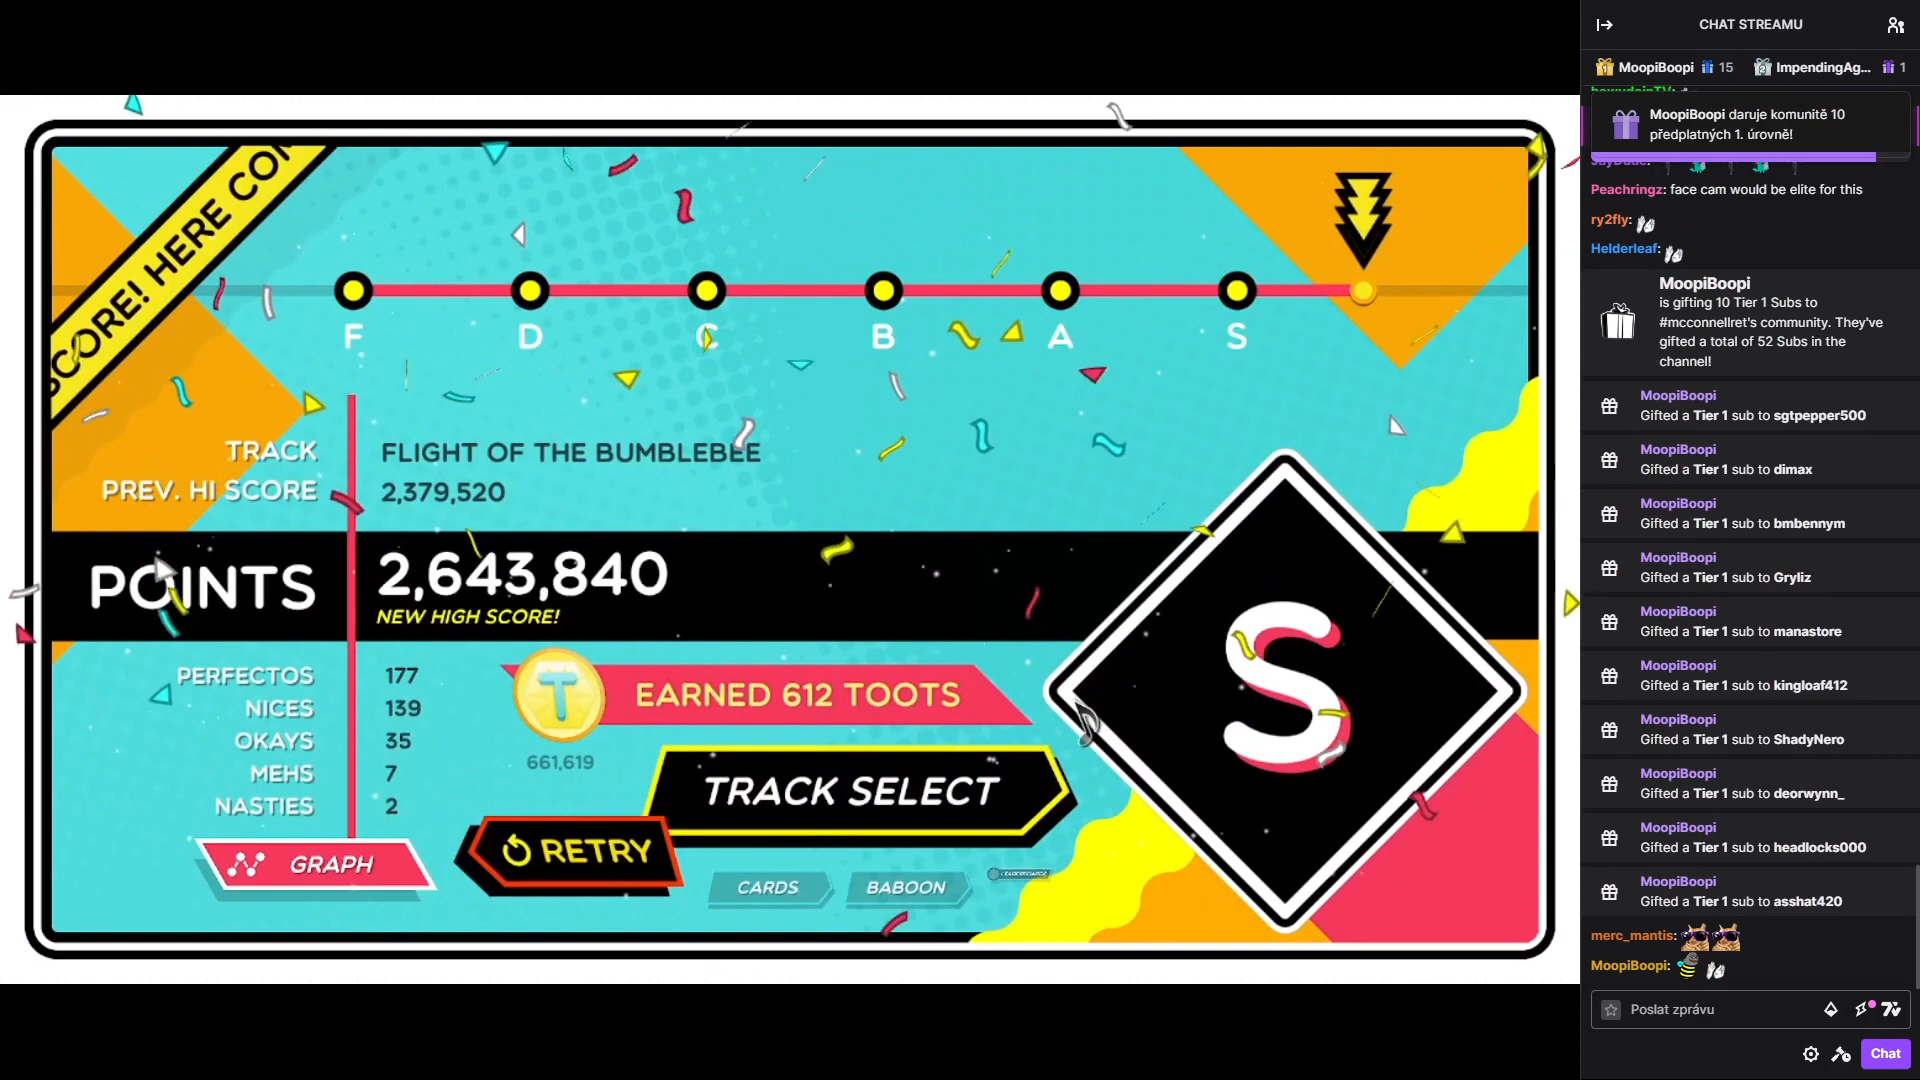 SCORE! HERE CO
F D C B A S
TRACK FLIGHT OF THE BUMBLEBEE
PREV. HI SCORE 2,379,520
POINTS 2,643,840
NEW HIGH SCORE!
PERFECTOS 177
NICES 139
OKAYS 35
MEHS 7
NASTIES 2
T
EARNED 612 TOOTS
661,619
TRACK SELECT
S
GRAPH
RETRY
CARDS
BABOON
CHAT STREAMU
MoopiBoopi 15 ImpendingAg... 1
MoopiBoopi daruje komunitě 10
předplatných 1. úrovně!
Peachringz: face cam would be elite for this
ry2fly:
Helderleaf:
MoopiBoopi
is gifting 10 Tier 1 Subs to
#mcconnellret's community. They've
gifted a total of 52 Subs in the
channel!
MoopiBoopi
Gifted a Tier 1 sub to sgtpepper500
MoopiBoopi
Gifted a Tier 1 sub to dimax
MoopiBoopi
Gifted a Tier 1 sub to bmbennym
MoopiBoopi
Gifted a Tier 1 sub to Gryliz
MoopiBoopi
Gifted a Tier 1 sub to manastore
MoopiBoopi
Gifted a Tier 1 sub to kingloaf412
MoopiBoopi
Gifted a Tier 1 sub to ShadyNero
MoopiBoopi
Gifted a Tier 1 sub to deorwynn_
MoopiBoopi
Gifted a Tier 1 sub to headlocks000
MoopiBoopi
Gifted a Tier 1 sub to asshat420
merc_mantis:
MoopiBoopi:
Poslat zprávu
Chat